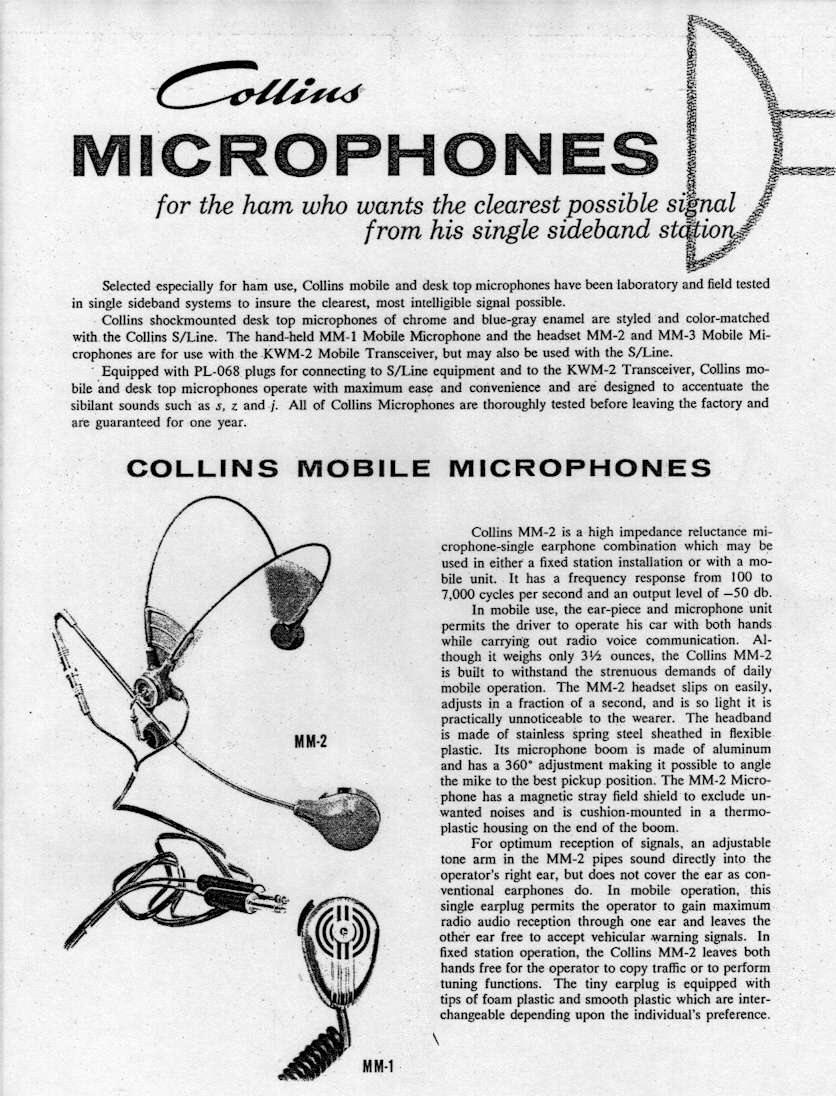 Collins
MICROPHONES
for the ham who wants the clearest possible signal
from his single sideband station
Selected especially for ham use, Collins mobile and desk top microphones have been laboratory and field tested
in single sideband systems to insure the clearest, most intelligible signal possible.
Collins shockmounted desk top microphones of chrome and blue-gray enamel are styled and color-matched
with the Collins S/Line. The hand-held MM-1 Mobile Microphone and the headset MM-2 and MM-3 Mobile Mi-
crophones are for use with the KWM-2 Mobile Transceiver, but may also be used with the S/Line.
Equipped with PL-068 plugs for connecting to S/Line equipment and to the KWM-2 Transceiver, Collins mo-
bile and desk top microphones operate with maximum ease and convenience and are designed to accentuate the
sibilant sounds such as s, z and j. All of Collins Microphones are thoroughly tested before leaving the factory and
are guaranteed for one year.
COLLINS MOBILE MICROPHONES
Collins MM-2 is a high impedance reluctance mi-
crophone-single earphone combination which may be
used in either a fixed station installation or with a mo-
bile unit. It has a frequency response from 100 to
7,000 cycles per second and an output level of —50 db.
In mobile use, the ear-piece and microphone unit
permits the driver to operate his car with both hands
while carrying out radio voice communication. Al-
though it weighs only 3½ ounces, the Collins MM-2
is built to withstand the strenuous demands of daily
mobile operation. The MM-2 headset slips on easily,
adjusts in a fraction of a second, and is so light it is
practically unnoticeable to the wearer. The headband
is made of stainless spring steel sheathed in flexible
plastic. Its microphone boom is made of aluminum
and has a 360° adjustment making it possible to angle
the mike to the best pickup position. The MM-2 Micro-
phone has a magnetic stray field shield to exclude un-
wanted noises and is cushion-mounted in a thermo-
plastic housing on the end of the boom.
For optimum reception of signals, an adjustable
tone arm in the MM-2 pipes sound directly into the
operator's right ear, but does not cover the ear as con-
ventional earphones do. In mobile operation, this
single earplug permits the operator to gain maximum
radio audio reception through one ear and leaves the
other ear free to accept vehicular warning signals. In
fixed station operation, the Collins MM-2 leaves both
hands free for the operator to copy traffic or to perform
tuning functions. The tiny earplug is equipped with
tips of foam plastic and smooth plastic which are inter-
changeable depending upon the individual's preference.
MM-2
MM-1